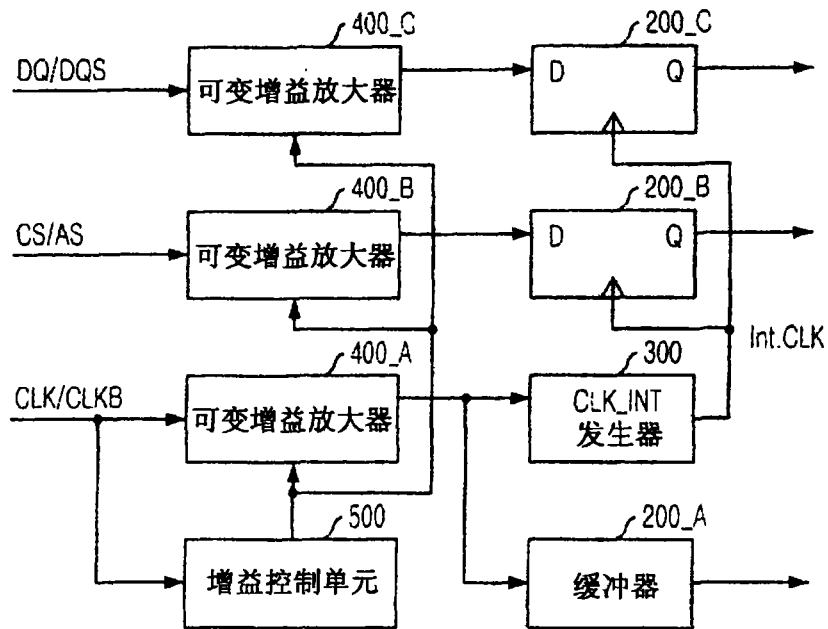 400_C
200_C
DQ/DQS
可变增益放大器
D
Q
400_B
200_B
CS/AS
可变增益放大器
D
Q
Int.CLK
400_A
300
CLK/CLKB
可变增益放大器
CLK_INT
发生器
500
200_A
增益控制单元
缓冲器